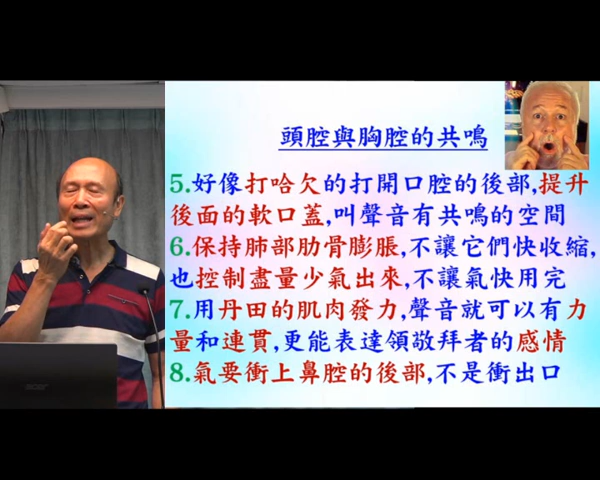 頭腔與胸腔的共鳴
5.好像打哈欠的打開口腔的後部,提升
後面的軟口蓋,叫聲音有共鳴的空間
6.保持肺部肋骨膨脹,不讓它們快收縮,
也控制盡量少氣出來,不讓氣快用完
7.用丹田的肌肉發力,聲音就可以有力
量和連貫,更能表達領敬拜者的感情
8.氣要衝上鼻腔的後部,不是衝出口
acer